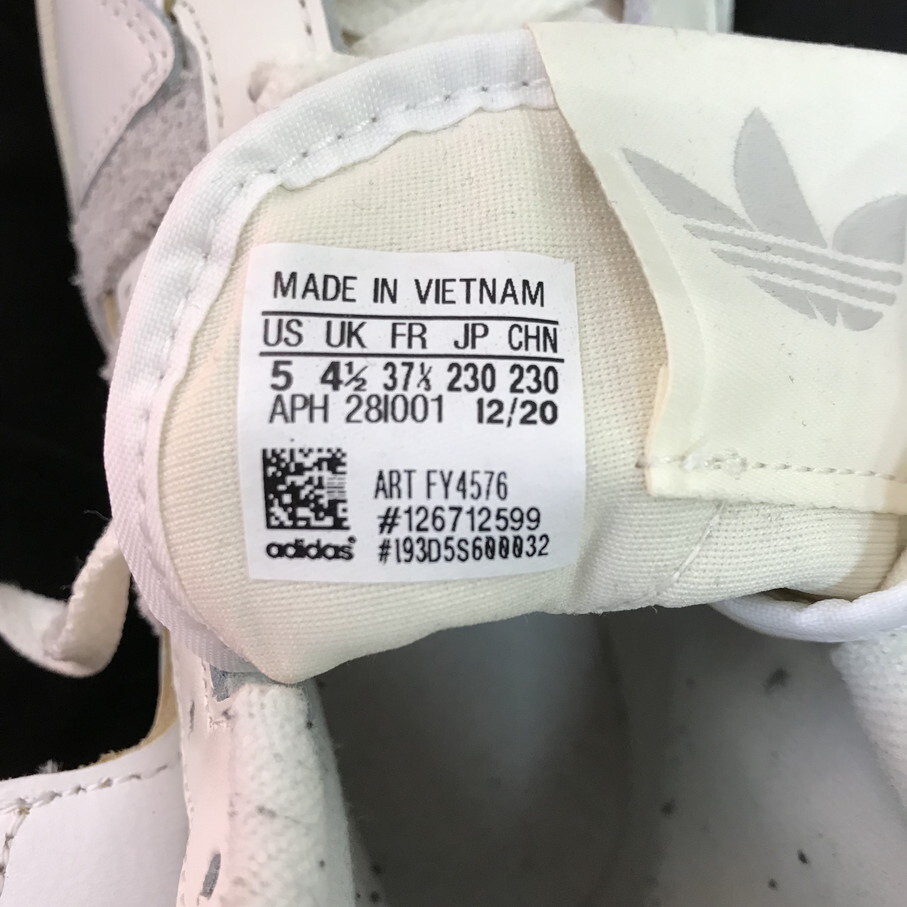 MADE IN VIETNAM
US UK FR JP CHN
5 4½ 37⅓ 230 230
APH 28I001 12/20
ART FY4576
#126712599
adidas